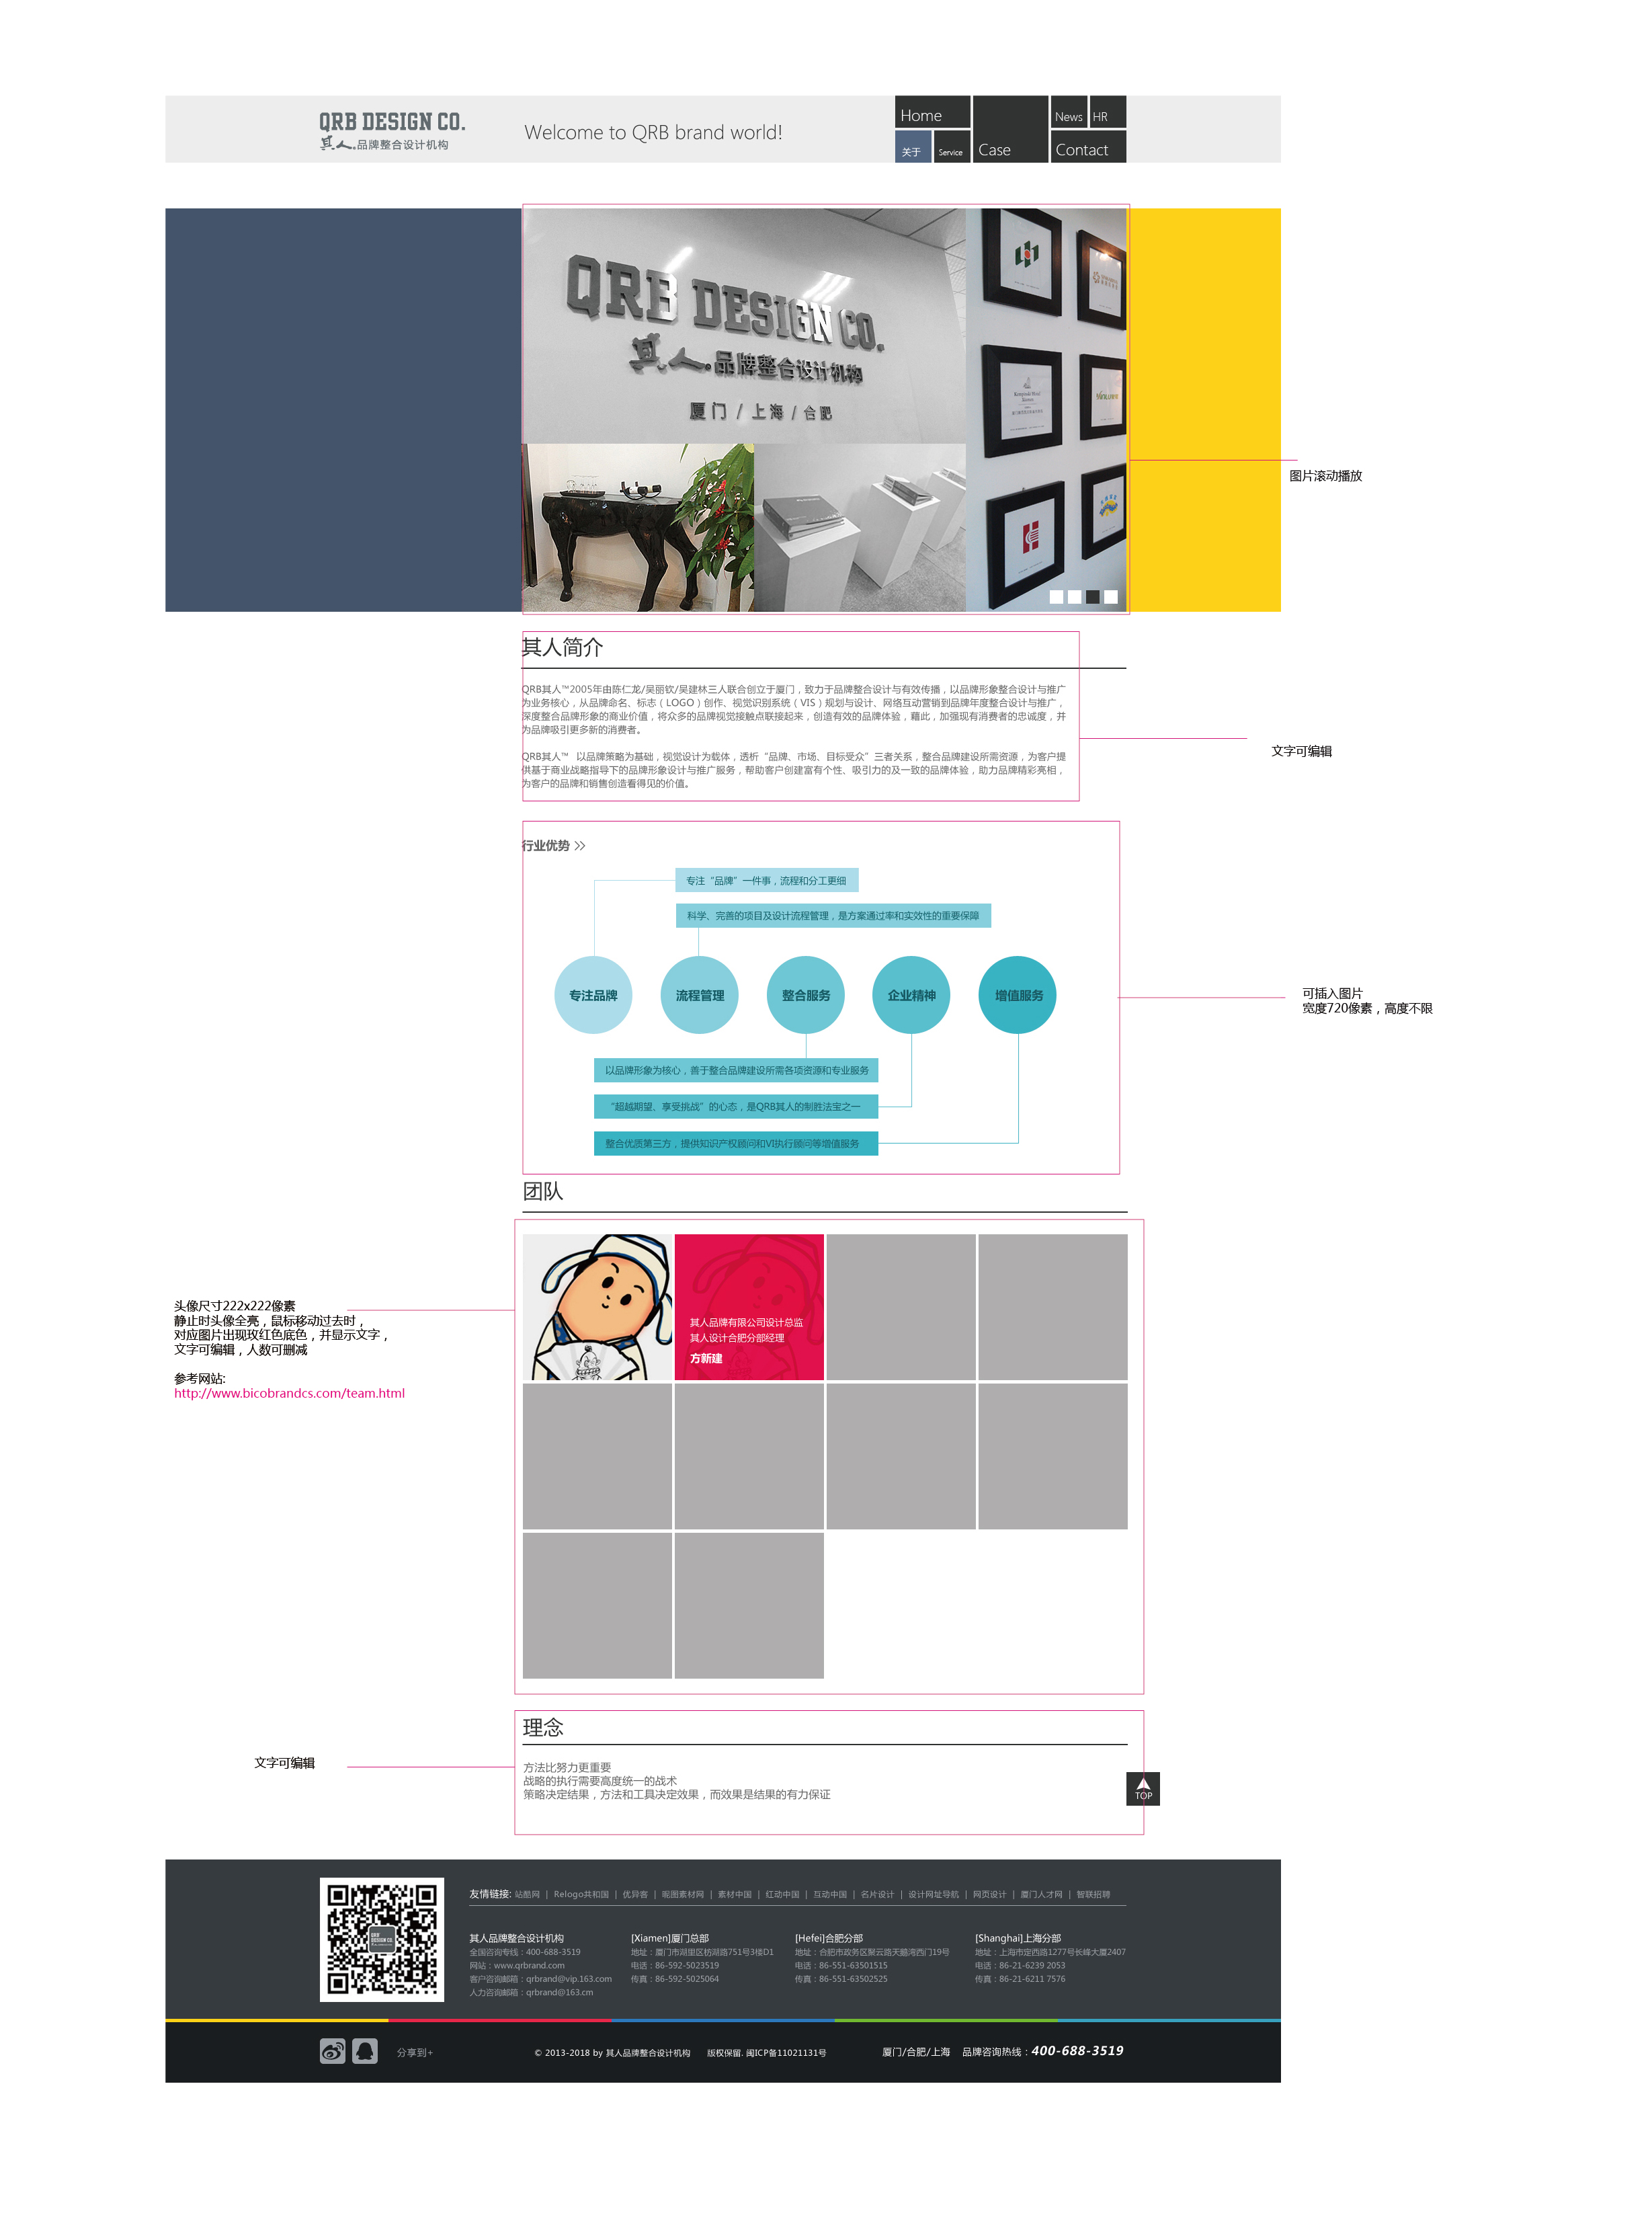 QRB DESIGN CO.
其人®品牌整合设计机构
Welcome to QRB brand world!
Home
关于
Service
Case
News
HR
Contact
QRB DESIGN CO.
其人®品牌整合设计机构
厦门 / 上海 / 合肥
图片滚动播放
其人简介
QRB其人™2005年由陈仁龙/吴丽钦/吴建林三人联合创立于厦门，致力于品牌整合设计与有效传播，以品牌形象整合设计与推广
为业务核心，从品牌命名、标志（LOGO）创作、视觉识别系统（VIS）规划与设计、网络互动营销到品牌年度整合设计与推广，
深度整合品牌形象的商业价值，将众多的品牌视觉接触点联接起来，创造有效的品牌体验，藉此，加强现有消费者的忠诚度，并
为品牌吸引更多新的消费者。
QRB其人™ 以品牌策略为基础，视觉设计为载体，透析“品牌、市场、目标受众”三者关系，整合品牌建设所需资源，为客户提
供基于商业战略指导下的品牌形象设计与推广服务，帮助客户创建富有个性、吸引力的及一致的品牌体验，助力品牌精彩亮相，
为客户的品牌和销售创造看得见的价值。
文字可编辑
行业优势 >>
专注“品牌”一件事，流程和分工更细
科学、完善的项目及设计流程管理，是方案通过率和实效性的重要保障
专注品牌
流程管理
整合服务
企业精神
增值服务
以品牌形象为核心，善于整合品牌建设所需各项资源和专业服务
“超越期望、享受挑战”的心态，是QRB其人的制胜法宝之一
整合优质第三方，提供知识产权顾问和VI执行顾问等增值服务
可插入图片
宽度720像素，高度不限
团队
其人品牌有限公司设计总监
其人设计合肥分部经理
方新建
头像尺寸222x222像素
静止时头像全亮，鼠标移动过去时，
对应图片出现玫红色底色，并显示文字，
文字可编辑，人数可删减
参考网站:
http://www.bicobrandcs.com/team.html
理念
方法比努力更重要
战略的执行需要高度统一的战术
策略决定结果，方法和工具决定效果，而效果是结果的有力保证
文字可编辑
TOP
友情链接: 站酷网 | Relogo共和国 | 优异客 | 昵图素材网 | 素材中国 | 红动中国 | 互动中国 | 名片设计 | 设计网址导航 | 网页设计 | 厦门人才网 | 智联招聘
其人品牌整合设计机构
全国咨询专线：400-688-3519
网站：www.qrbrand.com
客户咨询邮箱：qrbrand@vip.163.com
人力咨询邮箱：qrbrand@163.cm
[Xiamen]厦门总部
地址：厦门市湖里区枋湖路751号3楼D1
电话：86-592-5023519
传真：86-592-5025064
[Hefei]合肥分部
地址：合肥市政务区聚云路天鹅湾西门19号
电话：86-551-63501515
传真：86-551-63502525
[Shanghai]上海分部
地址：上海市定西路1277号长峰大厦2407
电话：86-21-6239 2053
传真：86-21-6211 7576
分享到+
© 2013-2018 by 其人品牌整合设计机构 版权保留. 闽ICP备11021131号
厦门/合肥/上海 品牌咨询热线：400-688-3519